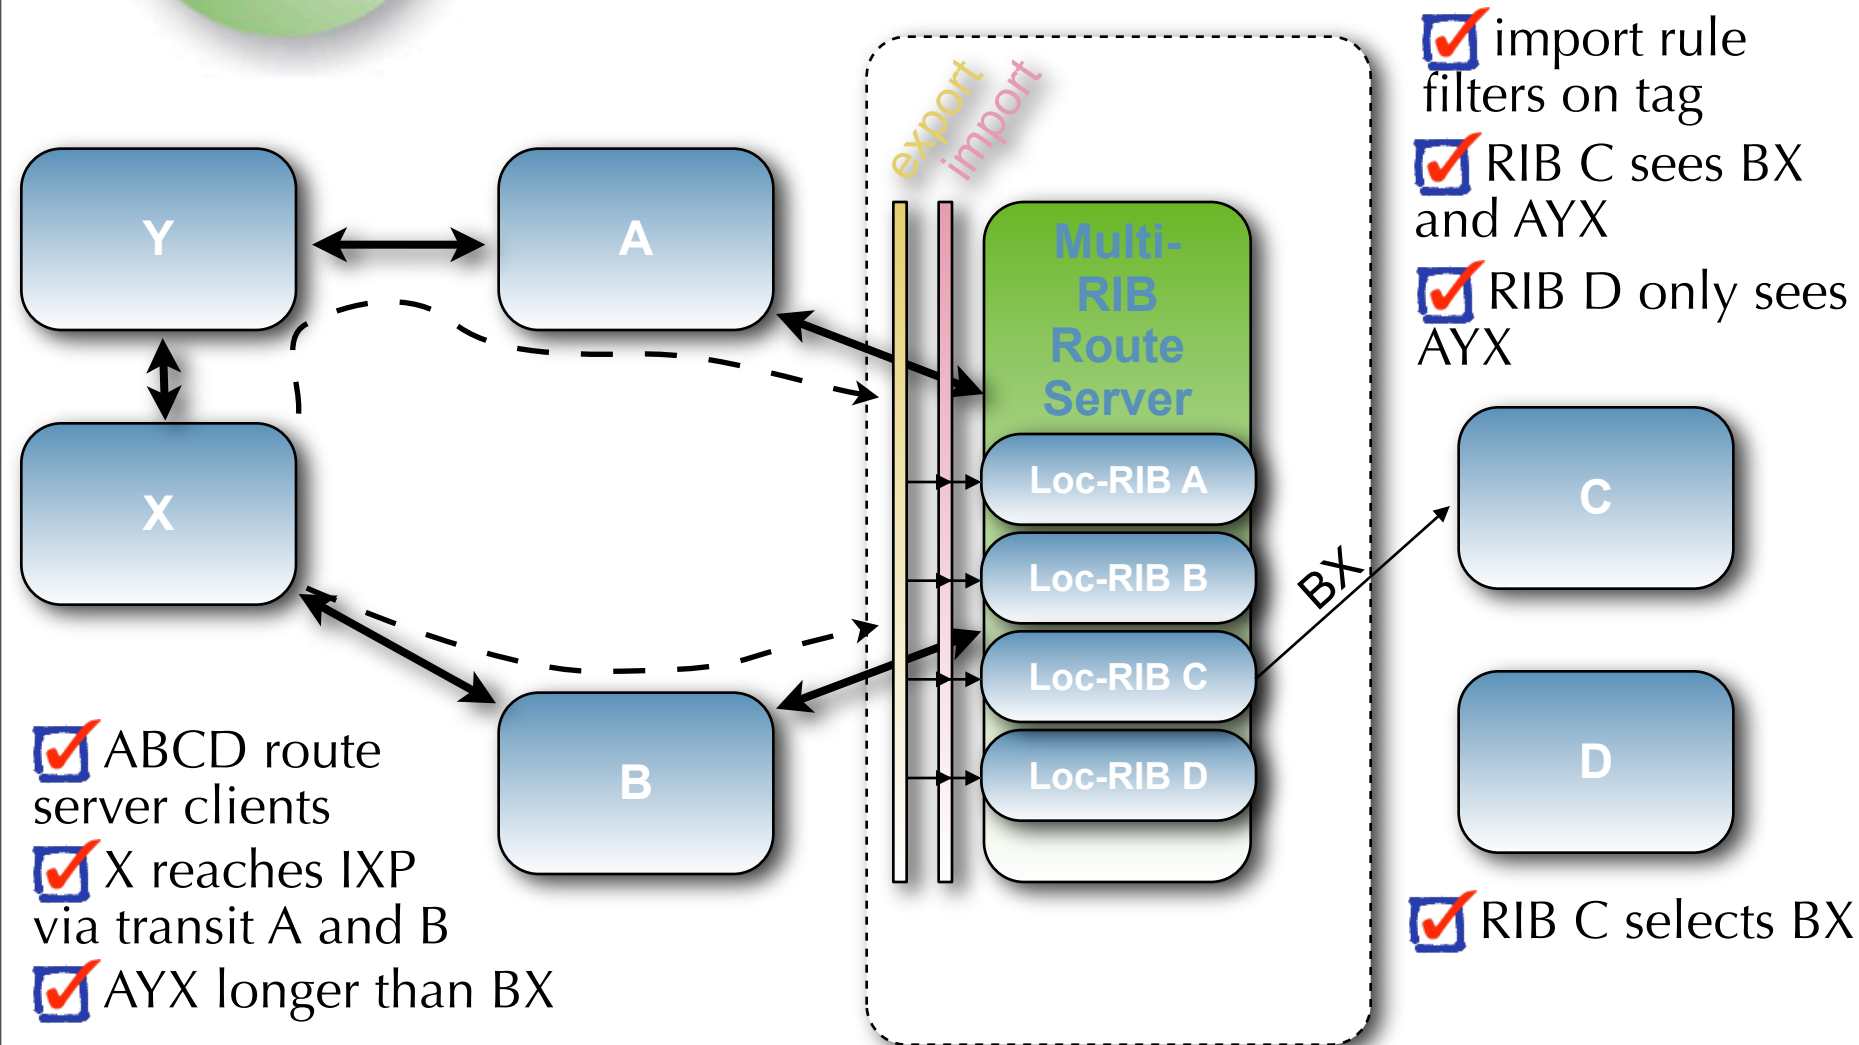 import rule
filters on tag
RIB C sees BX
and AYX
RIB D only sees
AYX
export
import
Y
A
Multi-
RIB
Route
Server
X
Loc-RIB A
Loc-RIB B
Loc-RIB C
Loc-RIB D
BX
C
B
D
ABCD route
server clients
X reaches IXP
via transit A and B
AYX longer than BX
RIB C selects BX